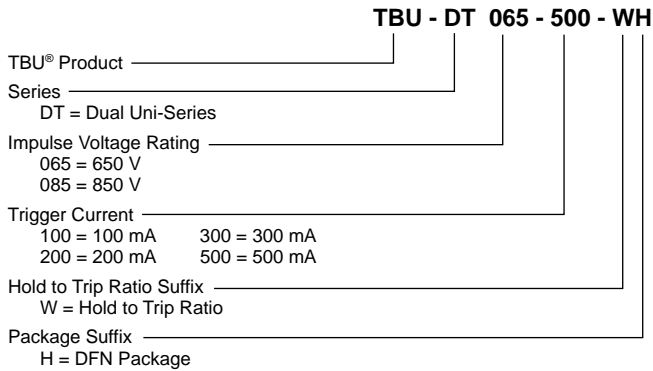 TBU - DT 065 - 500 - WH
TBU® Product
Series
DT = Dual Uni-Series
Impulse Voltage Rating
065 = 650 V
085 = 850 V
Trigger Current
100 = 100 mA 300 = 300 mA
200 = 200 mA 500 = 500 mA
Hold to Trip Ratio Suffix
W = Hold to Trip Ratio
Package Suffix
H = DFN Package